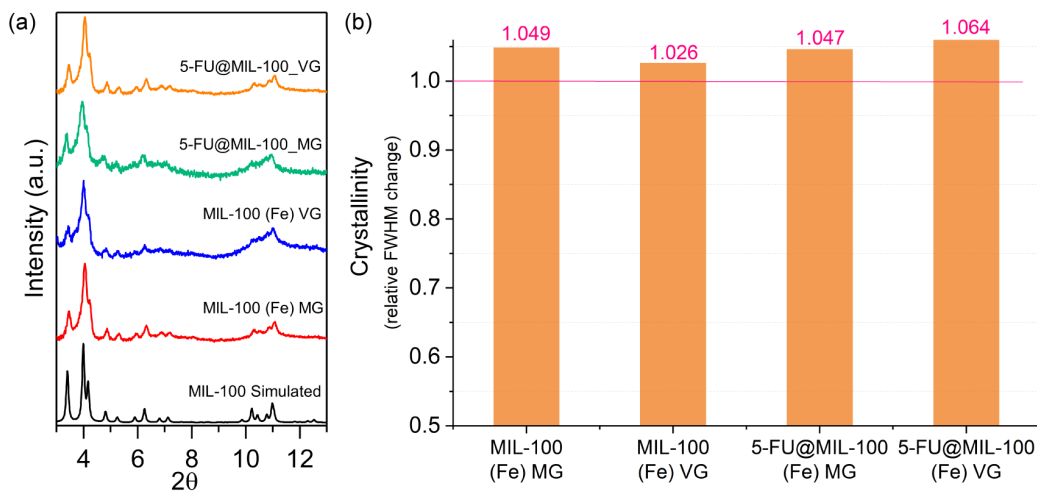 (a)
Intensity (a.u.)
5-FU@MIL-100_VG
5-FU@MIL-100_MG
MIL-100 (Fe) VG
MIL-100 (Fe) MG
MIL-100 Simulated
4 6 8 10 12
2θ
(b)
Crystallinity
(relative FWHM change)
1.0
0.9
0.8
0.7
0.6
0.5
1.049
1.026
1.047
1.064
MIL-100
(Fe) MG
MIL-100
(Fe) VG
5-FU@MIL-100
(Fe) MG
5-FU@MIL-100
(Fe) VG